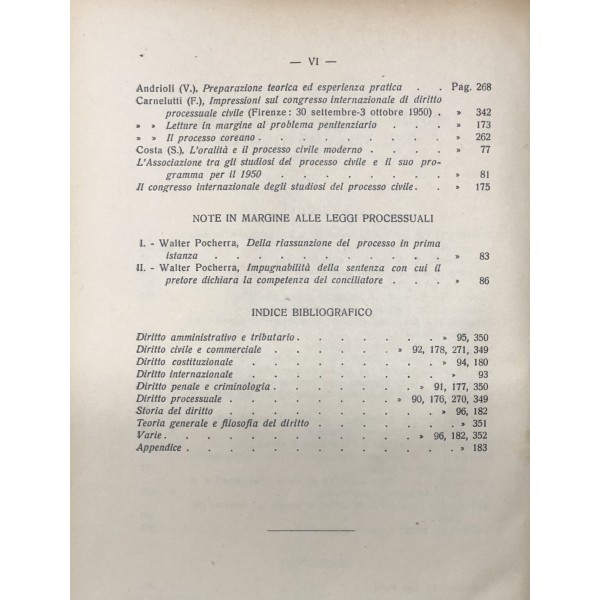 — VI —
Andrioli (V.), Preparazione teorica ed esperienza pratica . . Pag. 268
Carnelutti (F.), Impressioni sul congresso internazionale di diritto
processuale civile (Firenze: 30 settembre-3 ottobre 1950) . » 342
» » Letture in margine al problema penitenziario . . . » 173
» » Il processo coreano . . . . . . . » 262
Costa (S.), L'oralità e il processo civile moderno . . . » 77
L'Associazione tra gli studiosi del processo civile e il suo pro-
gramma per il 1950 . . . . . . . . » 81
Il congresso internazionale degli studiosi del processo civile . . » 175
NOTE IN MARGINE ALLE LEGGI PROCESSUALI
I. - Walter Pocherra, Della riassunzione del processo in prima
istanza . . . . . . . . . . » 83
II. - Walter Pocherra, Impugnabilità della sentenza con cui il
pretore dichiara la competenza del conciliatore . . . » 86
INDICE BIBLIOGRAFICO
Diritto amministrativo e tributario . . . . . . . » 95, 350
Diritto civile e commerciale . . . . . . » 92, 178, 271, 349
Diritto costituzionale . . . . . . . . » 94, 180
Diritto internazionale . . . . . . . . » 93
Diritto penale e criminologia . . . . . . » 91, 177, 350
Diritto processuale . . . . . . . » 90, 176, 270, 349
Storia del diritto . . . . . . . . . » 96, 182
Teoria generale e filosofia del diritto . . . . . . » 351
Varie . . . . . . . . . . » 96, 182, 352
Appendice . . . . . . . . . . » 183